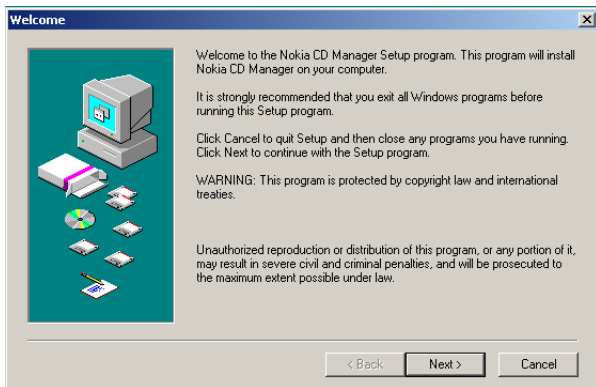 Welcome
Welcome to the Nokia CD Manager Setup program. This program will install
Nokia CD Manager on your computer.
It is strongly recommended that you exit all Windows programs before
running this Setup program.
Click Cancel to quit Setup and then close any programs you have running.
Click Next to continue with the Setup program.
WARNING: This program is protected by copyright law and international
treaties.
Unauthorized reproduction or distribution of this program, or any portion of it,
may result in severe civil and criminal penalties, and will be prosecuted to
the maximum extent possible under law.
< Back Next > Cancel